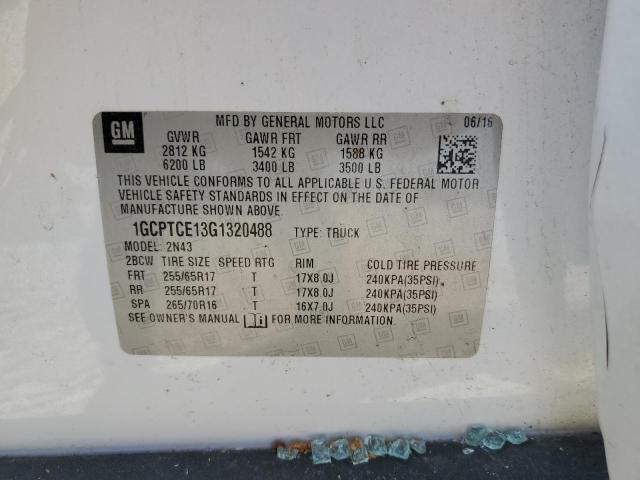 GM
MFD BY GENERAL MOTORS LLC 06/16
GVWR GAWR FRT GAWR RR
2812 KG 1542 KG 1588 KG
6200 LB 3400 LB 3500 LB
THIS VEHICLE CONFORMS TO ALL APPLICABLE U.S. FEDERAL MOTOR
VEHICLE SAFETY STANDARDS IN EFFECT ON THE DATE OF
MANUFACTURE SHOWN ABOVE.
1GCPTCE13G1320488 TYPE: TRUCK
MODEL: 2N43
2BCW TIRE SIZE SPEED RTG RIM COLD TIRE PRESSURE
FRT 255/65R17 T 17X8.0J 240KPA(35PSI)
RR 255/65R17 T 17X8.0J 240KPA(35PSI)
SPA 265/70R16 T 16X7.0J 240KPA(35PSI)
SEE OWNER'S MANUAL FOR MORE INFORMATION.